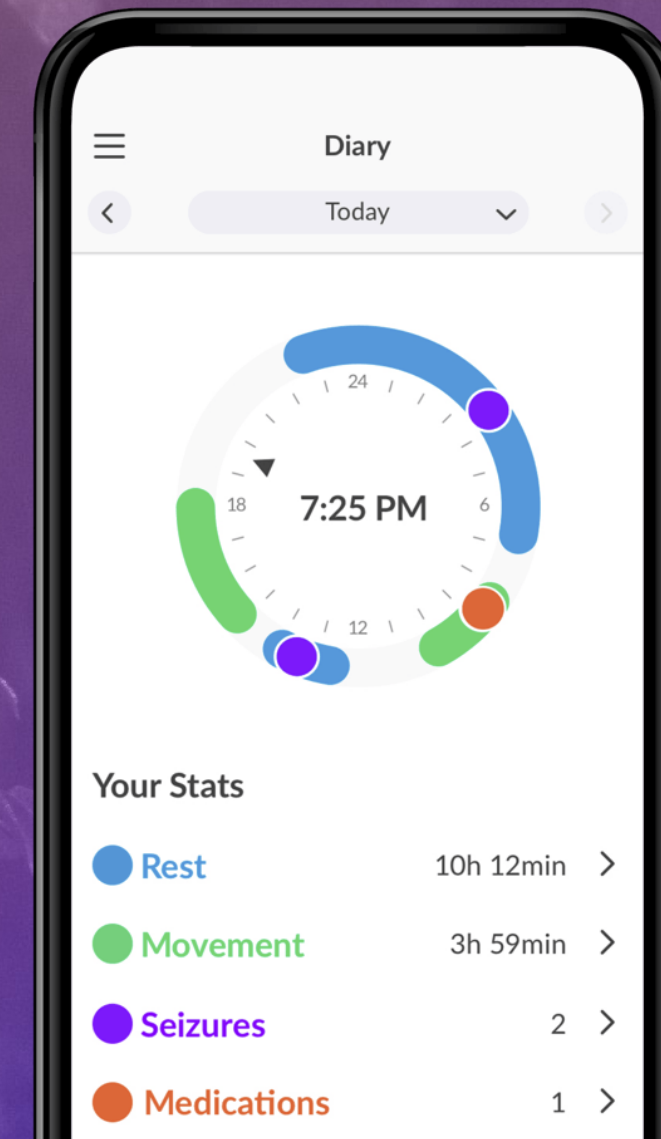 Diary
Today
24
18
7:25 PM
6
12
Your Stats
Rest 10h 12min
Movement 3h 59min
Seizures 2
Medications 1